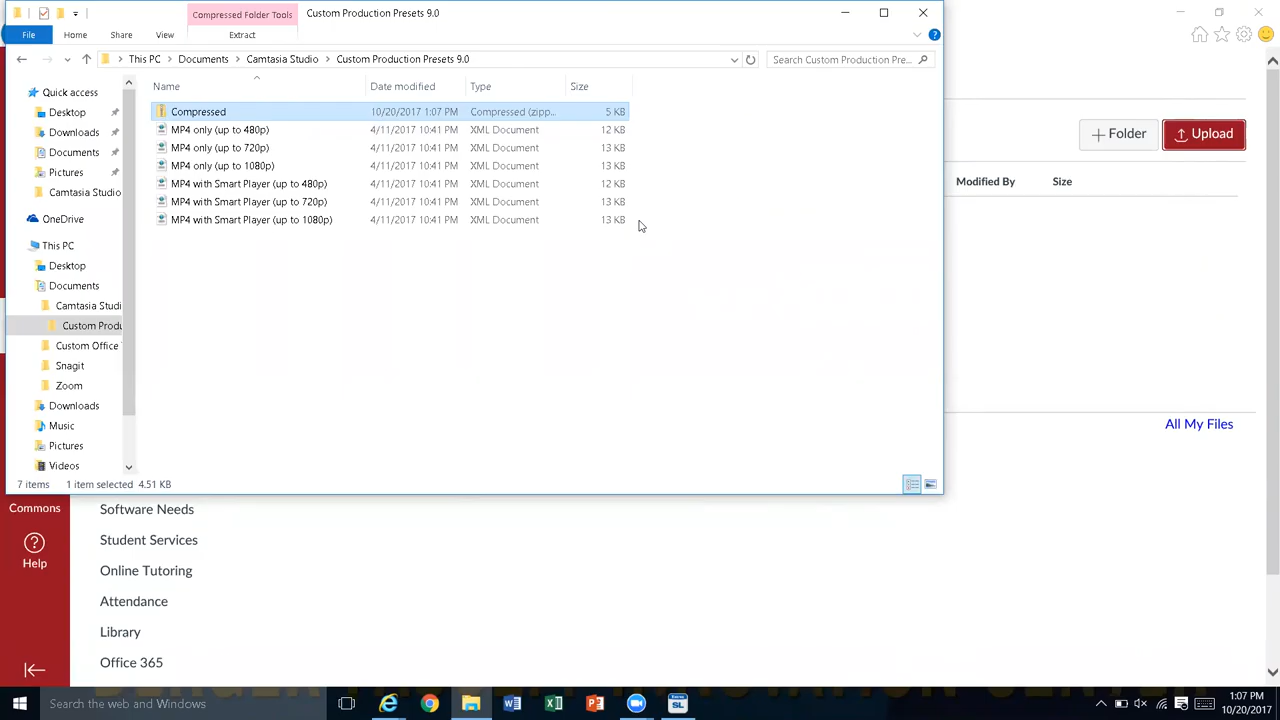 Compressed Folder Tools
Custom Production Presets 9.0
File
Home
Share
View
Extract
This PC
Documents
Camtasia Studio
Custom Production Presets 9.0
Search Custom Production Pre...
Name
Date modified
Type
Size
Quick access
Desktop
Downloads
Documents
Pictures
Camtasia Studio
OneDrive
This PC
Desktop
Documents
Camtasia Studi
Custom Produ
Custom Office
Snagit
Zoom
Downloads
Music
Pictures
Videos
Compressed 10/20/2017 1:07 PM Compressed (zipp... 5 KB
MP4 only (up to 480p) 4/11/2017 10:41 PM XML Document 12 KB
MP4 only (up to 720p) 4/11/2017 10:41 PM XML Document 13 KB
MP4 only (up to 1080p) 4/11/2017 10:41 PM XML Document 13 KB
MP4 with Smart Player (up to 480p) 4/11/2017 10:41 PM XML Document 12 KB
MP4 with Smart Player (up to 720p) 4/11/2017 10:41 PM XML Document 13 KB
MP4 with Smart Player (up to 1080p) 4/11/2017 10:41 PM XML Document 13 KB
7 items 1 item selected 4.51 KB
+ Folder
Upload
Modified By
Size
All My Files
Commons
Help
Software Needs
Student Services
Online Tutoring
Attendance
Library
Office 365
Search the web and Windows
1:07 PM
10/20/2017